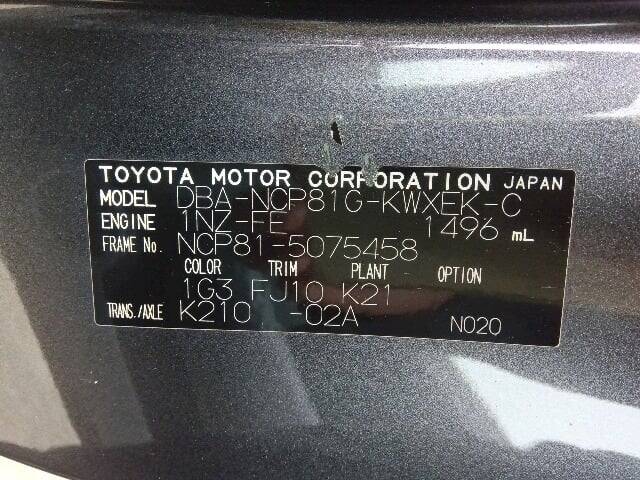 TOYOTA MOTOR CORPORATION JAPAN
MODEL DBA-NCP81G-KWXEK-C
ENGINE 1NZ-FE 1496 mL
FRAME No. NCP81-5075458
COLOR TRIM PLANT OPTION
1G3 FJ10 K21
TRANS./AXLE K210 -02A N020